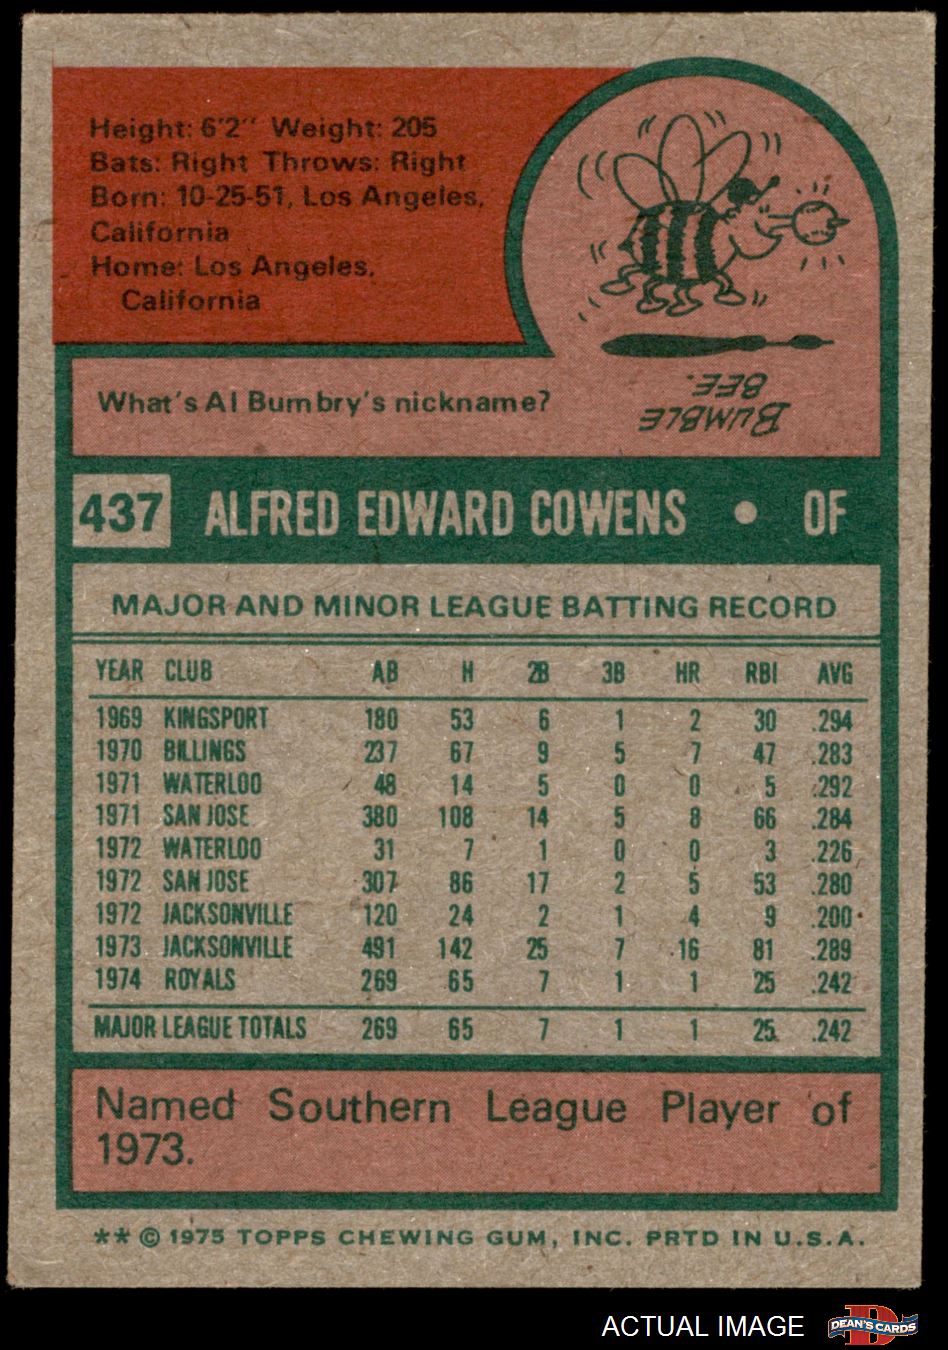 Height: 6'2" Weight: 205
Bats: Right Throws: Right
Born: 10-25-51, Los Angeles,
California
Home: Los Angeles,
California
What's Al Bumbry's nickname?
BUMBLE
BEE.
437 ALFRED EDWARD COWENS • OF
MAJOR AND MINOR LEAGUE BATTING RECORD
YEAR CLUB AB H 2B 3B HR RBI AVG
1969 KINGSPORT 180 53 6 1 2 30 .294
1970 BILLINGS 237 67 9 5 7 47 .283
1971 WATERLOO 48 14 5 0 0 5 .292
1971 SAN JOSE 380 108 14 5 8 66 .284
1972 WATERLOO 31 7 1 0 0 3 .226
1972 SAN JOSE 307 86 17 2 5 53 .280
1972 JACKSONVILLE 120 24 2 1 4 9 .200
1973 JACKSONVILLE 491 142 25 7 16 81 .289
1974 ROYALS 269 65 7 1 1 25 .242
MAJOR LEAGUE TOTALS 269 65 7 1 1 25 .242
Named Southern League Player of
1973.
** © 1975 TOPPS CHEWING GUM, INC. PRTD IN U.S.A.
ACTUAL IMAGE
D
DEAN'S CARDS